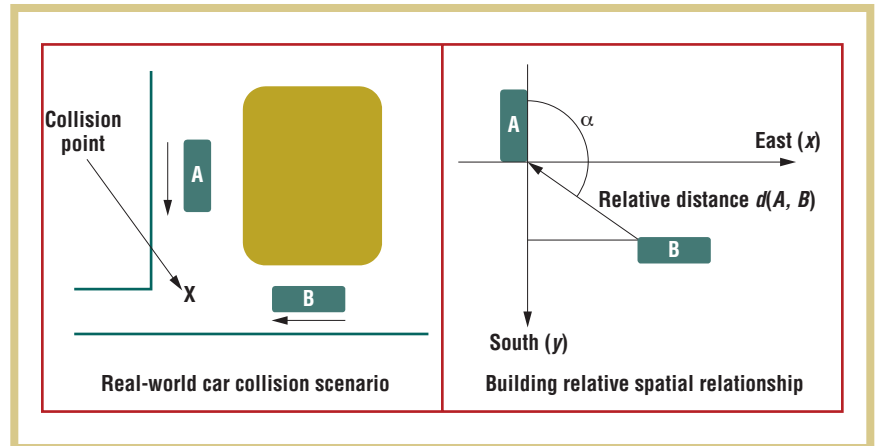 Collision
point
A
X
B
Real-world car collision scenario
A
α
East (x)
Relative distance d(A, B)
B
South (y)
Building relative spatial relationship